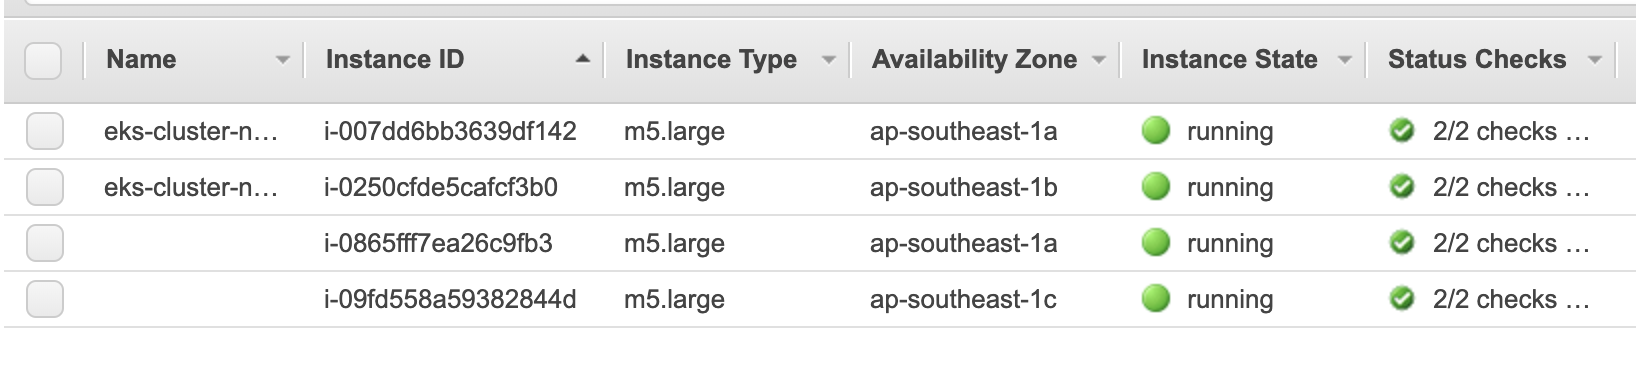 Name Instance ID Instance Type Availability Zone Instance State Status Checks
eks-cluster-n… i-007dd6bb3639df142 m5.large ap-southeast-1a running 2/2 checks …
eks-cluster-n… i-0250cfde5cafcf3b0 m5.large ap-southeast-1b running 2/2 checks …
i-0865fff7ea26c9fb3 m5.large ap-southeast-1a running 2/2 checks …
i-09fd558a59382844d m5.large ap-southeast-1c running 2/2 checks …